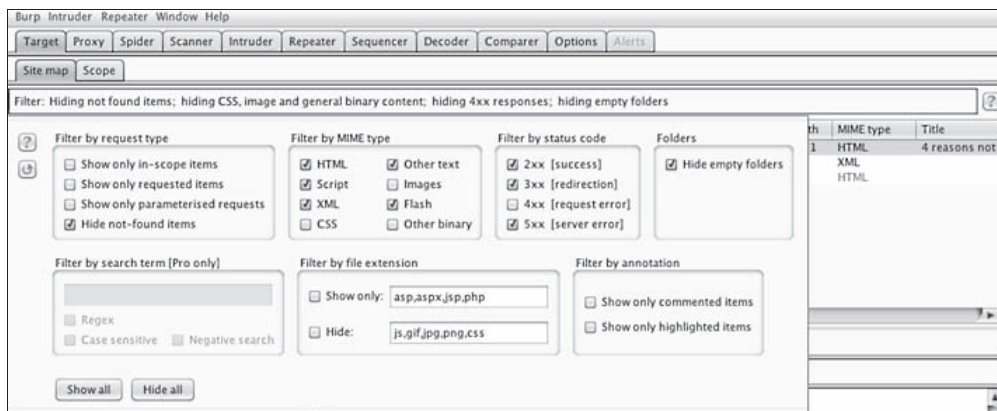 Burp Intruder Repeater Window Help
Target Proxy Spider Scanner Intruder Repeater Sequencer Decoder Comparer Options Alerts
Site map Scope
Filter: Hiding not found items; hiding CSS, image and general binary content; hiding 4xx responses; hiding empty folders ?
th MIME type Title
1 HTML 4 reasons not
XML
HTML
? Filter by request type
Show only in-scope items
Show only requested items
Show only parameterised requests
Hide not-found items
Filter by MIME type
HTML Other text
Script Images
XML Flash
CSS Other binary
Filter by status code
2xx [success]
3xx [redirection]
4xx [request error]
5xx [server error]
Folders
Hide empty folders
Filter by search term [Pro only]
Regex
Case sensitive Negative search
Filter by file extension
Show only: asp,aspx,jsp,php
Hide: js,gif,jpg,png,css
Filter by annotation
Show only commented items
Show only highlighted items
Show all Hide all